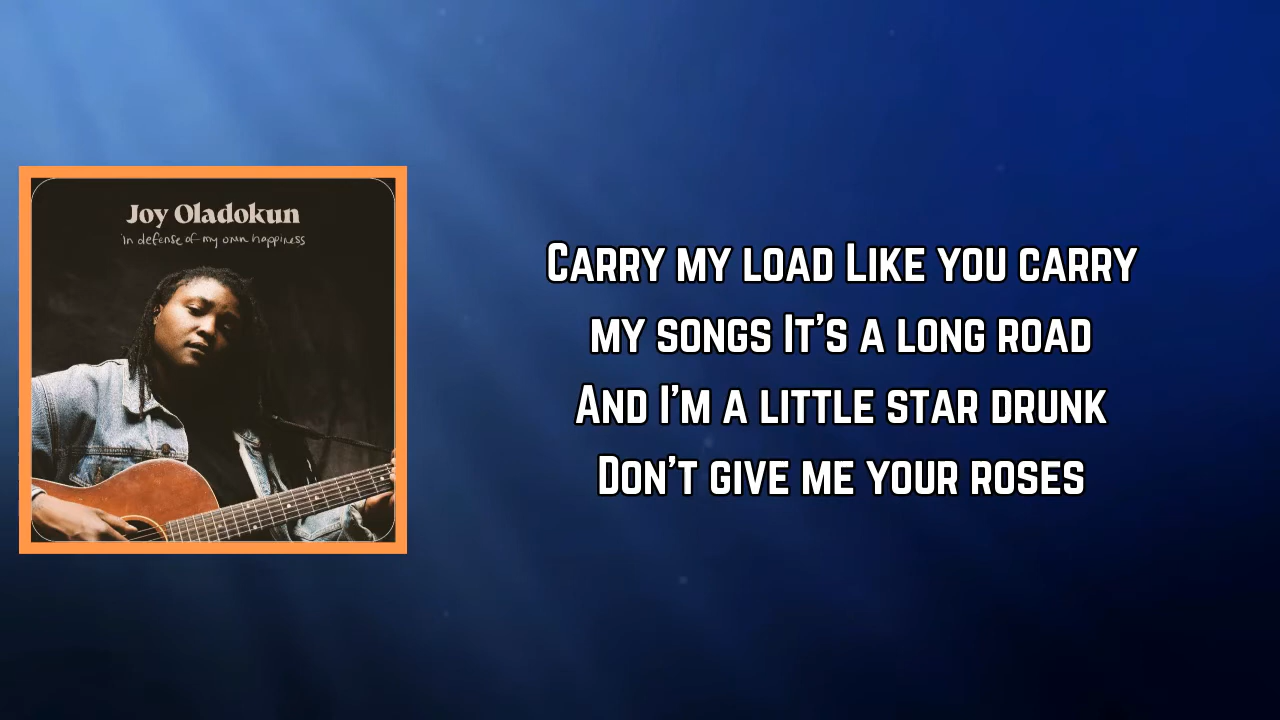 Joy Oladokun
in defense of my own happiness
Carry my load Like you carry
my songs It's a long road
And I'm a little star drunk
Don't give me your roses